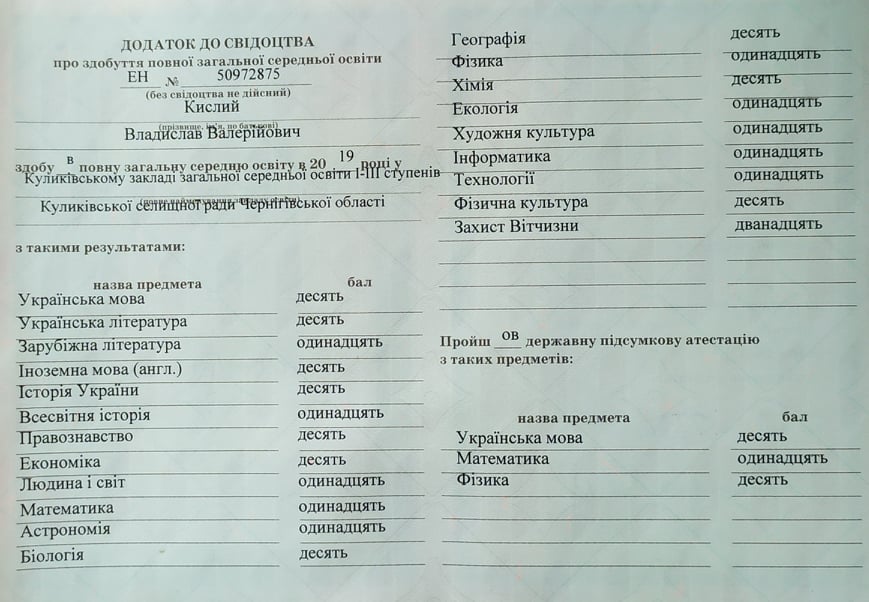 ДОДАТОК ДО СВІДОЦТВА
про здобуття повної загальної середньої освіти
ЕН № 50972875
(без свідоцтва не дійсний)
Кислий
(прізвище, ім'я, по батькові)
Владислав Валерійович
здобу в повну загальну середню освіту в 20 19 році у
Куликівському закладі загальної середньої освіти І-ІІІ ступенів
(повне найменування закладу освіти)
Куликівської селищної ради Чернігівської області
з такими результатами:
назва предмета бал
Українська мова десять
Українська література десять
Зарубіжна література одинадцять
Іноземна мова (англ.) десять
Історія України десять
Всесвітня історія одинадцять
Правознавство десять
Економіка десять
Людина і світ одинадцять
Математика одинадцять
Астрономія одинадцять
Біологія десять
Географія десять
Фізика одинадцять
Хімія десять
Екологія одинадцять
Художня культура одинадцять
Інформатика одинадцять
Технології одинадцять
Фізична культура десять
Захист Вітчизни дванадцять
Пройш ов державну підсумкову атестацію
з таких предметів:
назва предмета бал
Українська мова десять
Математика одинадцять
Фізика десять